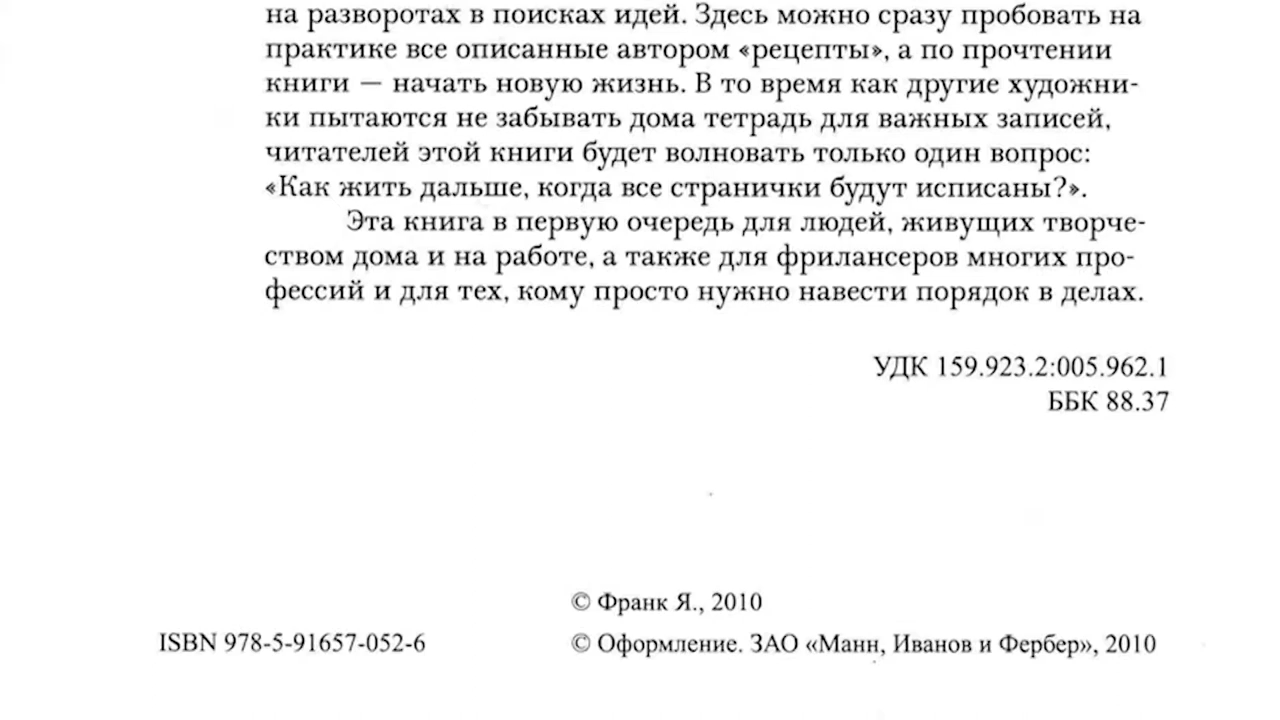 на разворотах в поисках идей. Здесь можно сразу пробовать на
практике все описанные автором «рецепты», а по прочтении
книги — начать новую жизнь. В то время как другие художни-
ки пытаются не забывать дома тетрадь для важных записей,
читателей этой книги будет волновать только один вопрос:
«Как жить дальше, когда все странички будут исписаны?».
Эта книга в первую очередь для людей, живущих творче-
ством дома и на работе, а также для фрилансеров многих про-
фессий и для тех, кому просто нужно навести порядок в делах.
УДК 159.923.2:005.962.1
ББК 88.37
© Франк Я., 2010
ISBN 978-5-91657-052-6 © Оформление. ЗАО «Манн, Иванов и Фербер», 2010